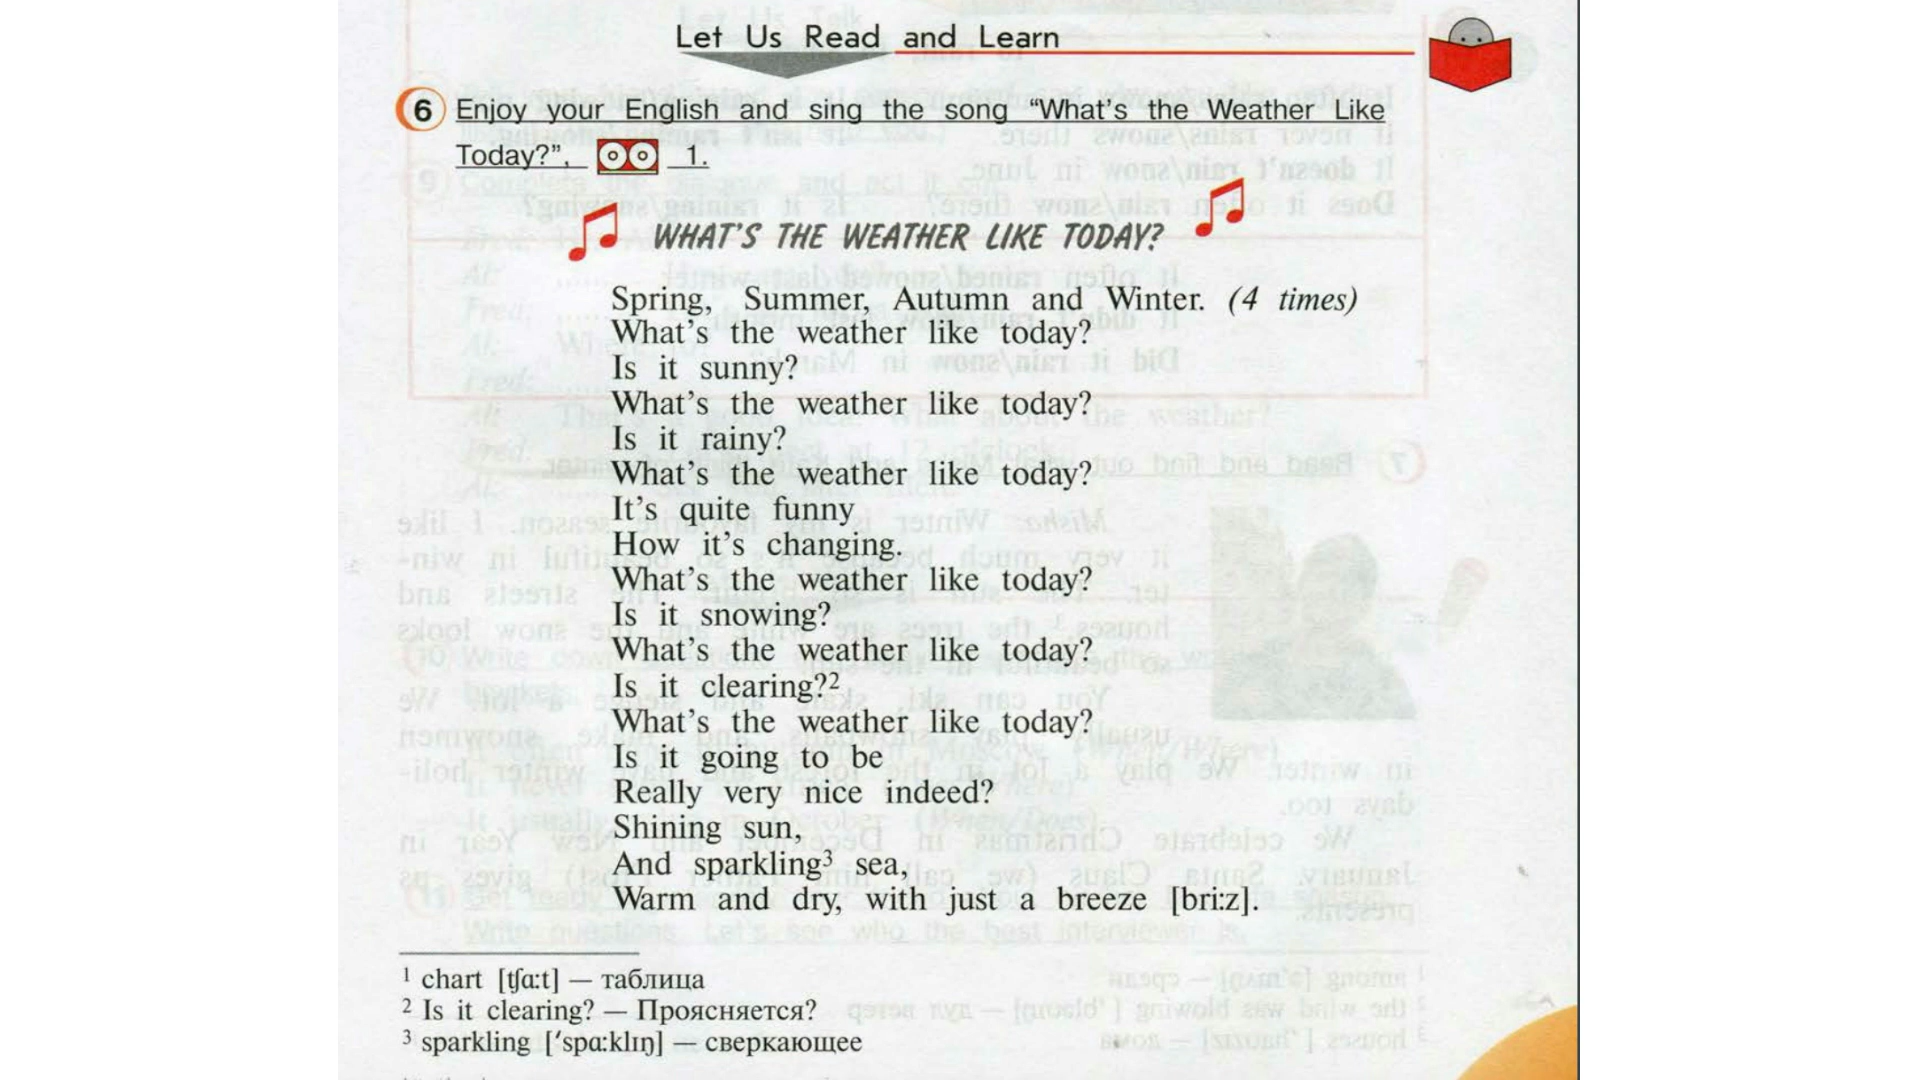 Let Us Read and Learn
6 Enjoy your English and sing the song “What’s the Weather Like
Today?”, 1.
WHAT’S THE WEATHER LIKE TODAY?
Spring, Summer, Autumn and Winter. (4 times)
What’s the weather like today?
Is it sunny?
What’s the weather like today?
Is it rainy?
What’s the weather like today?
It’s quite funny
How it’s changing.
What’s the weather like today?
Is it snowing?
What’s the weather like today?
Is it clearing?²
What’s the weather like today?
Is it going to be
Really very nice indeed?
Shining sun,
And sparkling³ sea,
Warm and dry, with just a breeze [bri:z].
¹ chart [tʃɑ:t] — таблица
² Is it clearing? — Проясняется?
³ sparkling [ʹspɑ:klɪŋ] — сверкающее